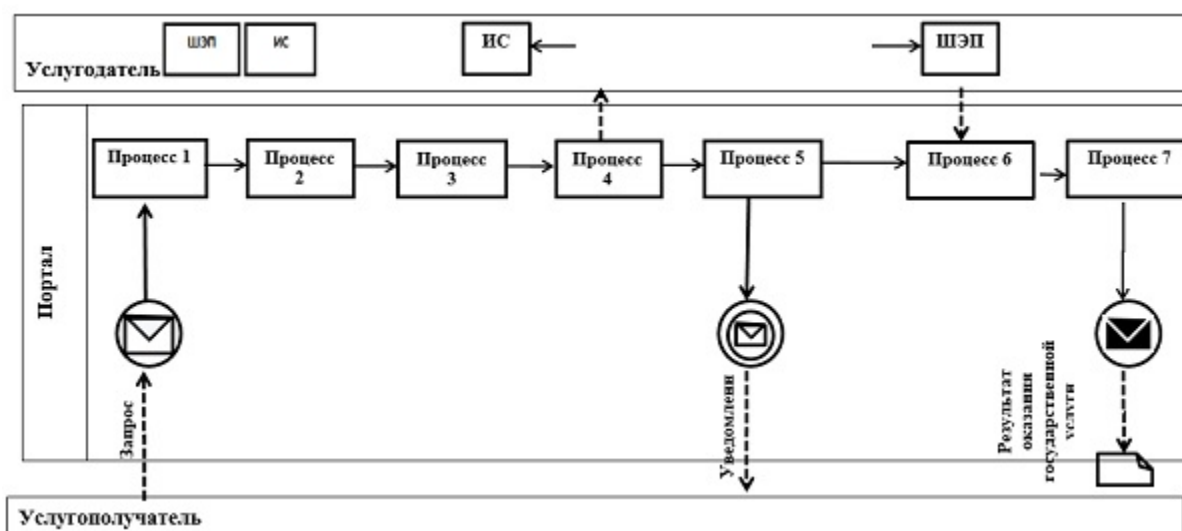 ШЭП
ИС
ИС
ШЭП
Услугодатель
Процесс 1
Процесс
2
Процесс
3
Процесс
4
Процесс 5
Процесс 6
Процесс 7
Портал
Запрос
Уведомлени
Результат
оказания
государственной
услуги
Услугополучатель